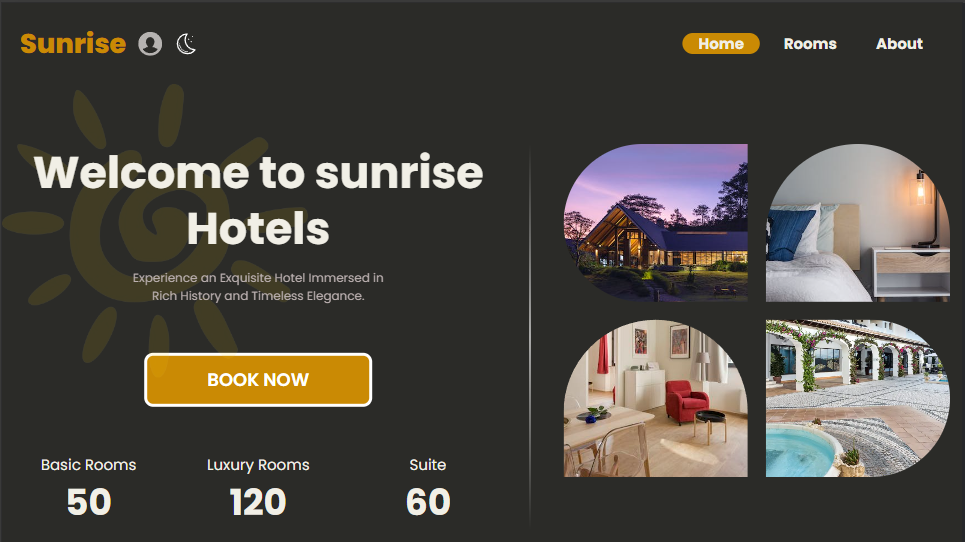 Sunrise
Home Rooms About
Welcome to sunrise
Hotels
Experience an Exquisite Hotel Immersed in
Rich History and Timeless Elegance.
BOOK NOW
Basic Rooms Luxury Rooms Suite
50 120 60